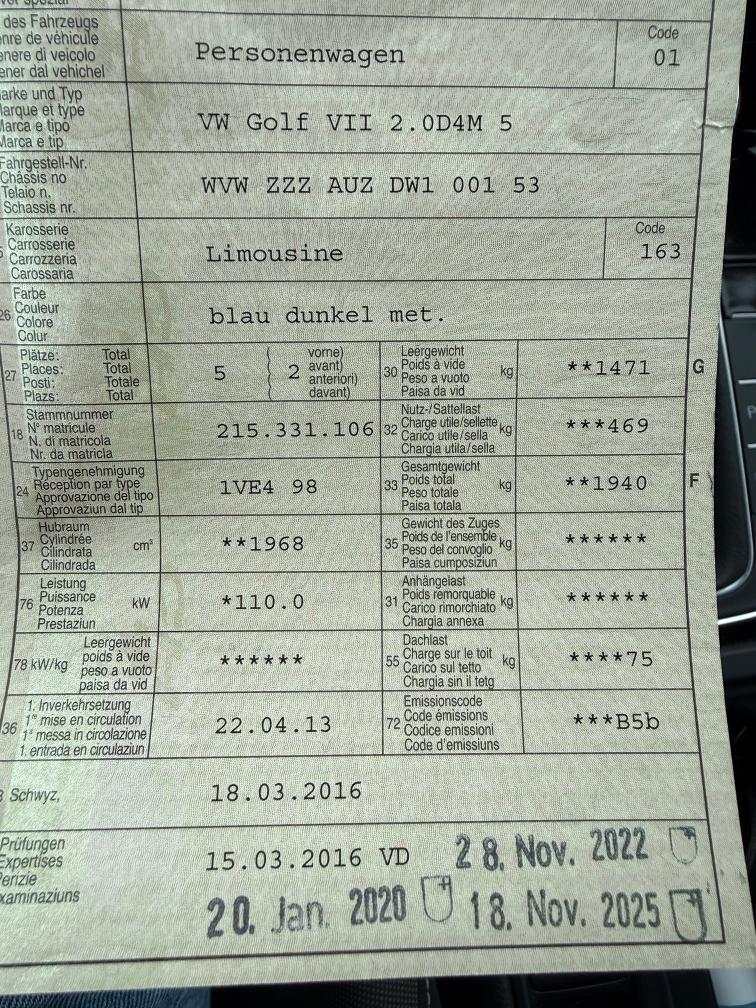 des Fahrzeugs
nre de véhicule
enere di veicolo
ener dal vehichel
Personenwagen
Code
01
arke und Typ
arque et type
Marca e tipo
Marca e tip
VW Golf VII 2.0D4M 5
Fahrgestell-Nr.
Châssis no
Telaio n.
Schassis nr.
WVW ZZZ AUZ DW1 001 53
Karosserie
Carrosserie
Carrozzeria
Carossaria
Limousine
Code
163
26
Farbe
Couleur
Colore
Colur
blau dunkel met.
27
Plätze: Total
Places: Total
Posti: Totale
Plazs: Total
5
2
vorne)
avant)
anteriori)
davant)
30
Leergewicht
Poids à vide
Peso a vuoto
Paisa da vid
kg
**1471
G
18
Stammnummer
N° matricule
N. di matricola
Nr. da matricla
215.331.106
32
Nutz-/Sattellast
Charge utile/sellette
Carico utile/sella
Chargia utila/sella
kg
***469
24
Typengenehmigung
Réception par type
Approvazione del tipo
Approvaziun dal tip
1VE4 98
33
Gesamtgewicht
Poids total
Peso totale
Paisa totala
kg
**1940
F
37
Hubraum
Cylindrée
Cilindrata
Cilindrada
cm³
**1968
35
Gewicht des Zuges
Poids de l'ensemble
Peso del convoglio
Paisa cumposiziun
kg
******
76
Leistung
Puissance
Potenza
Prestaziun
kW
*110.0
31
Anhängelast
Poids remorquable
Carico rimorchiato
Chargia annexa
kg
******
78 kW/kg
Leergewicht
poids à vide
peso a vuoto
paisa da vid
******
55
Dachlast
Charge sur le toit
Carico sul tetto
Chargia sin il tetg
kg
****75
36
1. Inverkehrsetzung
1re mise en circulation
1a messa in circolazione
1. entrada en circulaziun
22.04.13
72
Emissionscode
Code émissions
Codice emissioni
Code d'emissiuns
***B5b
Schwyz,
18.03.2016
Prüfungen
Expertises
Perizie
xaminaziuns
15.03.2016 VD
28. Nov. 2022
20. Jan. 2020
18. Nov. 2025